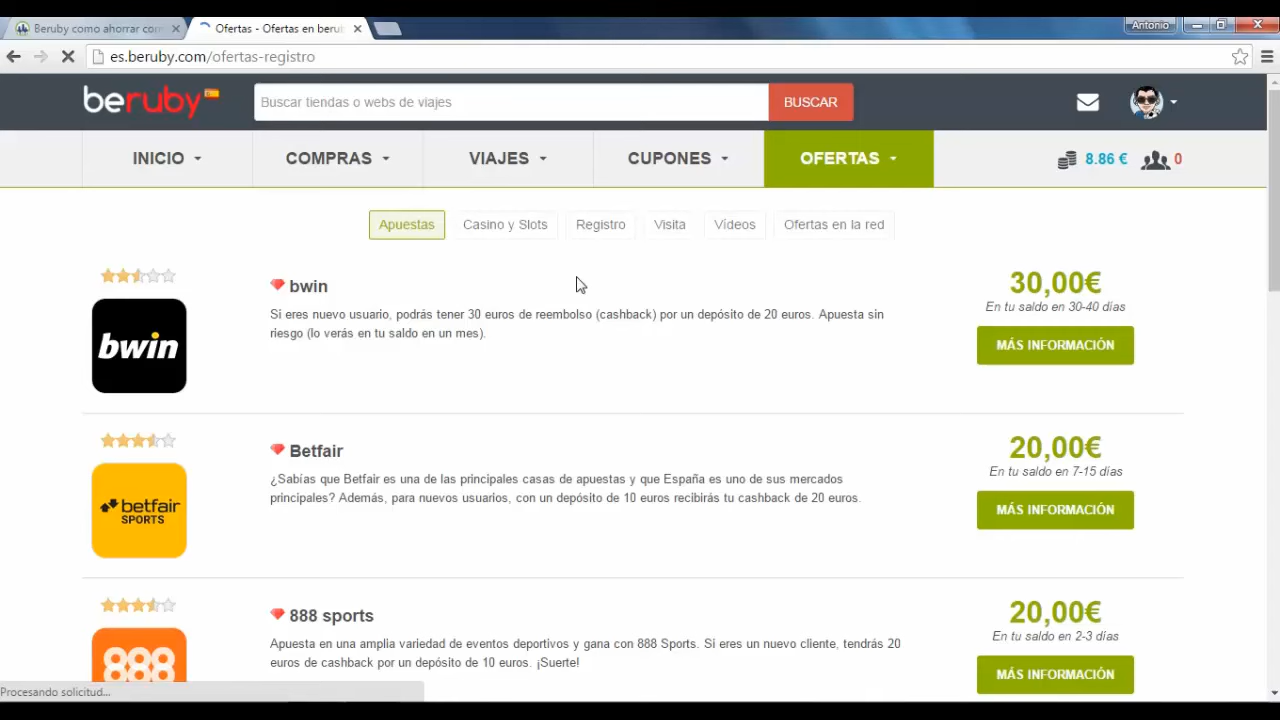 Beruby como ahorrar con
Ofertas - Ofertas en berub
Antonio
es.beruby.com/ofertas-registro
beruby
Buscar tiendas o webs de viajes
BUSCAR
INICIO
COMPRAS
VIAJES
CUPONES
OFERTAS
8.86 €
0
Apuestas
Casino y Slots
Registro
Visita
Vídeos
Ofertas en la red
bwin
bwin
Si eres nuevo usuario, podrás tener 30 euros de reembolso (cashback) por un depósito de 20 euros. Apuesta sin
riesgo (lo verás en tu saldo en un mes).
30,00€
En tu saldo en 30-40 días
MÁS INFORMACIÓN
betfair
SPORTS
Betfair
¿Sabías que Betfair es una de las principales casas de apuestas y que España es uno de sus mercados
principales? Además, para nuevos usuarios, con un depósito de 10 euros recibirás tu cashback de 20 euros.
20,00€
En tu saldo en 7-15 días
MÁS INFORMACIÓN
888
888 sports
Apuesta en una amplia variedad de eventos deportivos y gana con 888 Sports. Si eres un nuevo cliente, tendrás 20
euros de cashback por un depósito de 10 euros. ¡Suerte!
20,00€
En tu saldo en 2-3 días
MÁS INFORMACIÓN
Procesando solicitud...